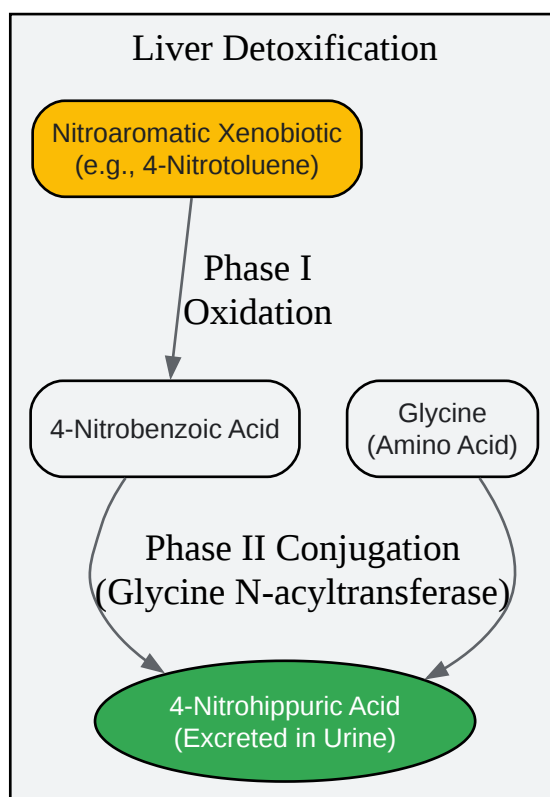 Liver Detoxification
Nitroaromatic Xenobiotic
(e.g., 4-Nitrotoluene)
Phase I
Oxidation
4-Nitrobenzoic Acid
Glycine
(Amino Acid)
Phase II Conjugation
(Glycine N-acyltransferase)
4-Nitrohippuric Acid
(Excreted in Urine)